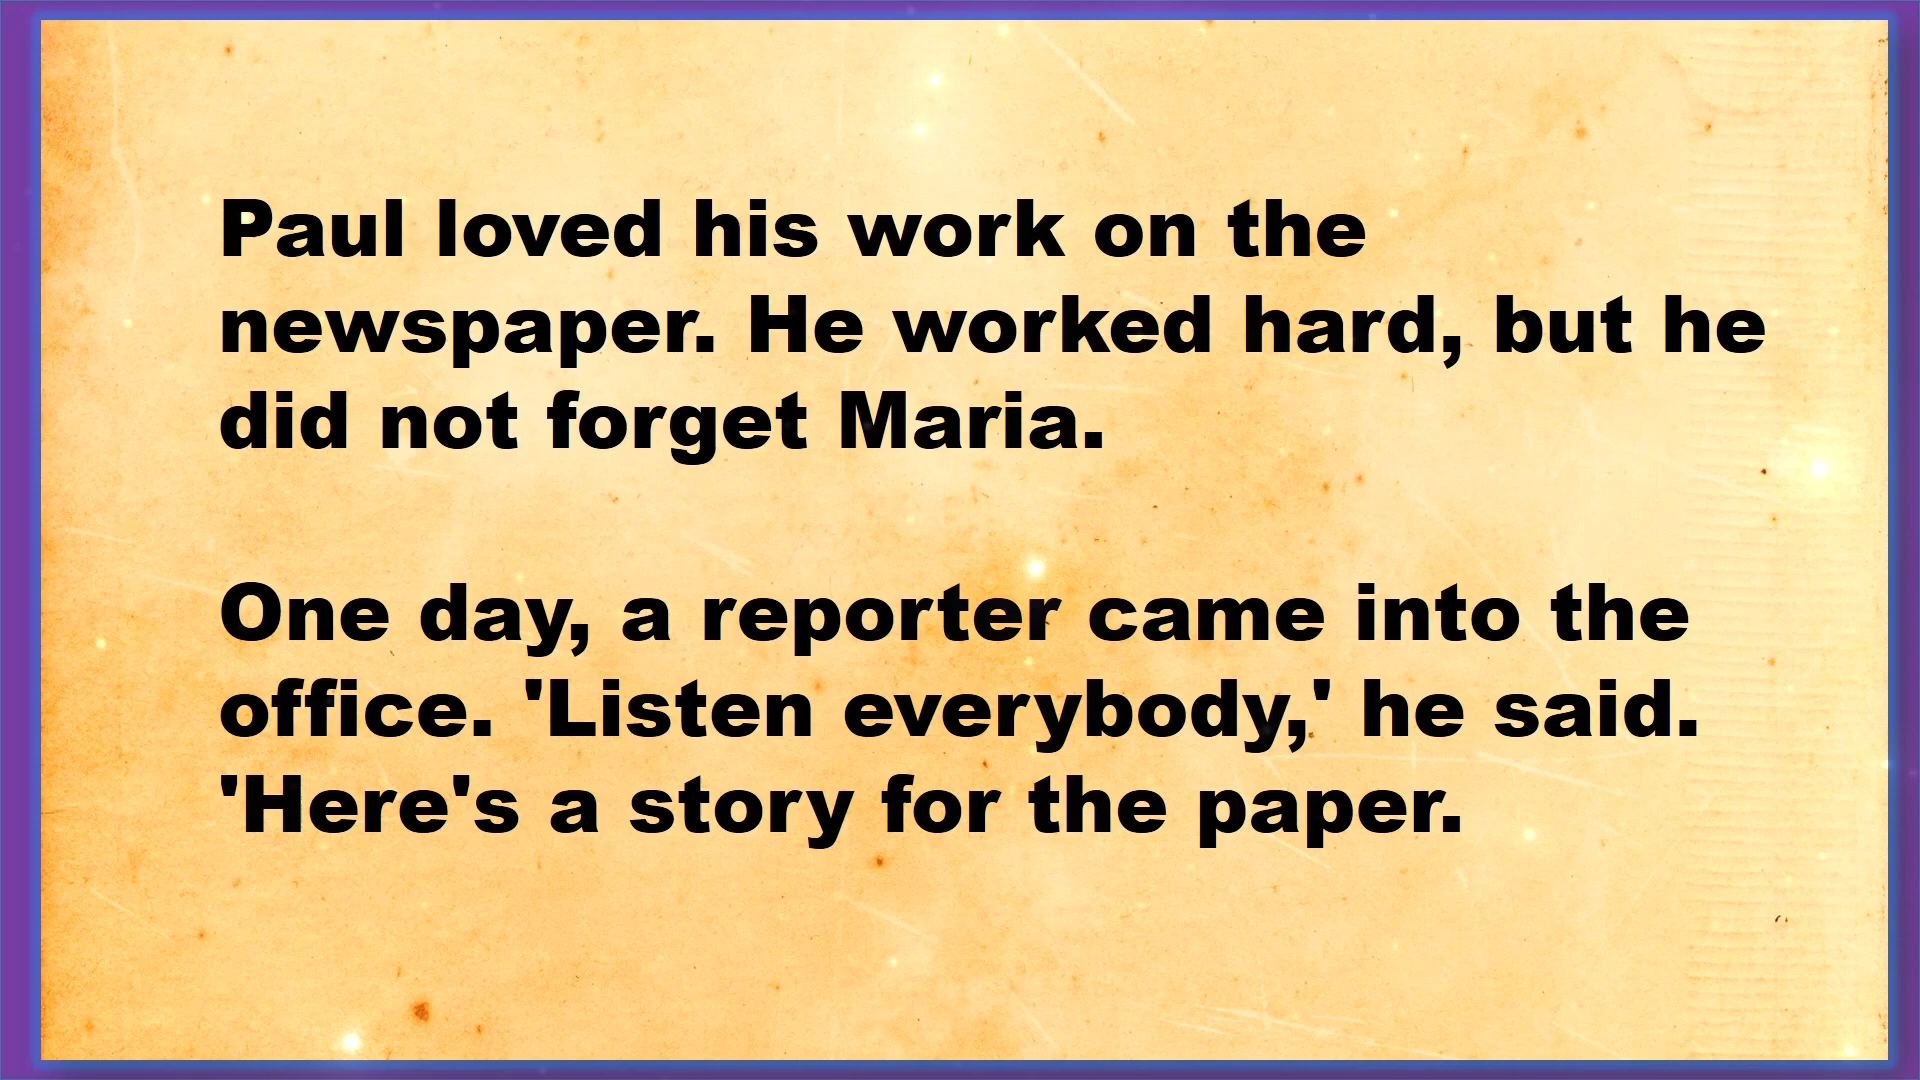 Paul loved his work on the
newspaper. He worked hard, but he
did not forget Maria.
One day, a reporter came into the
office. 'Listen everybody,' he said.
'Here's a story for the paper.